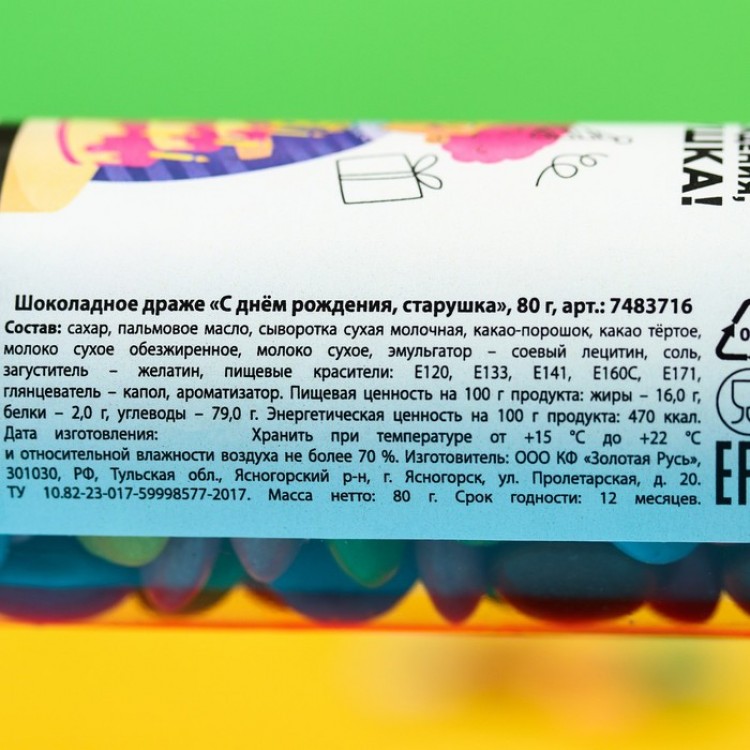 ШКА!
Шоколадное драже «С днём рождения, старушка», 80 г, арт.: 7483716
Состав: сахар, пальмовое масло, сыворотка сухая молочная, какао-порошок, какао тёртое,
молоко сухое обезжиренное, молоко сухое, эмульгатор – соевый лецитин, соль,
загуститель – желатин, пищевые красители: Е120, Е133, Е141, Е160С, Е171,
глянцеватель – капол, ароматизатор. Пищевая ценность на 100 г продукта: жиры – 16,0 г,
белки – 2,0 г, углеводы – 79,0 г. Энергетическая ценность на 100 г продукта: 470 ккал.
Дата изготовления: Хранить при температуре от +15 °С до +22 °С
и относительной влажности воздуха не более 70 %. Изготовитель: ООО КФ «Золотая Русь»,
301030, РФ, Тульская обл., Ясногорский р-н, г. Ясногорск, ул. Пролетарская, д. 20.
ТУ 10.82-23-017-59998577-2017. Масса нетто: 80 г. Срок годности: 12 месяцев.